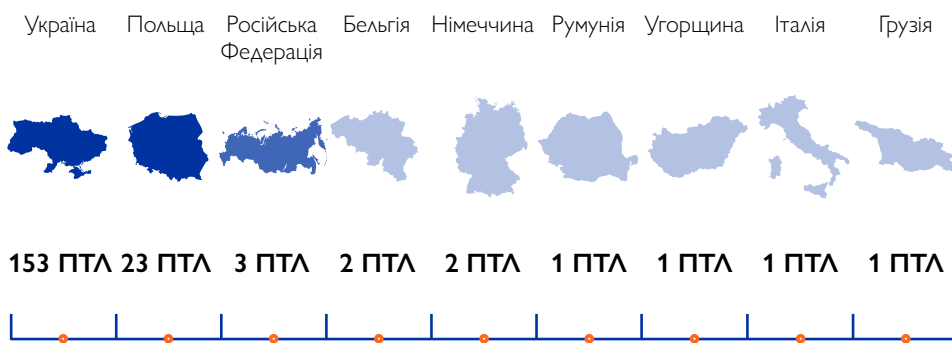 Україна Польща Російська Федерація Бельгія Німеччина Румунія Угорщина Італія Грузія
153 ПТЛ 23 ПТЛ 3 ПТЛ 2 ПТЛ 2 ПТЛ 1 ПТЛ 1 ПТЛ 1 ПТЛ 1 ПТЛ